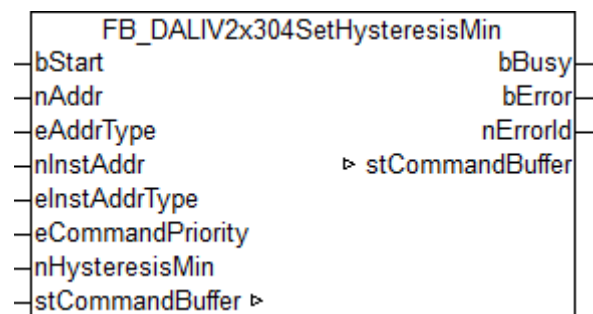 FB_DALIV2x304SetHysteresisMin
bStart bBusy
nAddr bError
eAddrType nErrorId
nInstAddr ▹ stCommandBuffer
eInstAddrType
eCommandPriority
nHysteresisMin
stCommandBuffer ▹